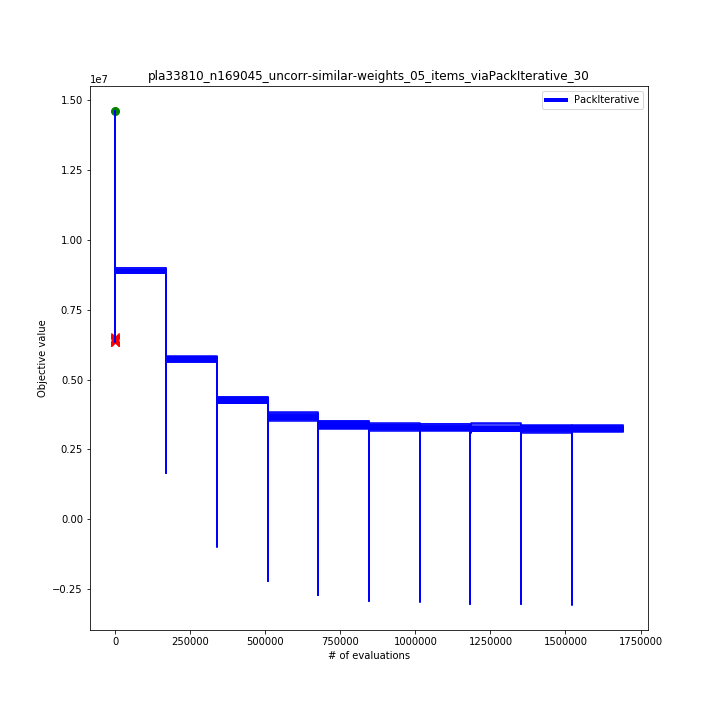 pla33810_n169045_uncorr-similar-weights_05_items_viaPackIterative_30
1e7
PackIterative
1.50
1.25
1.00
0.75
0.50
0.25
0.00
−0.25
Objective value
0 250000 500000 750000 1000000 1250000 1500000 1750000
# of evaluations